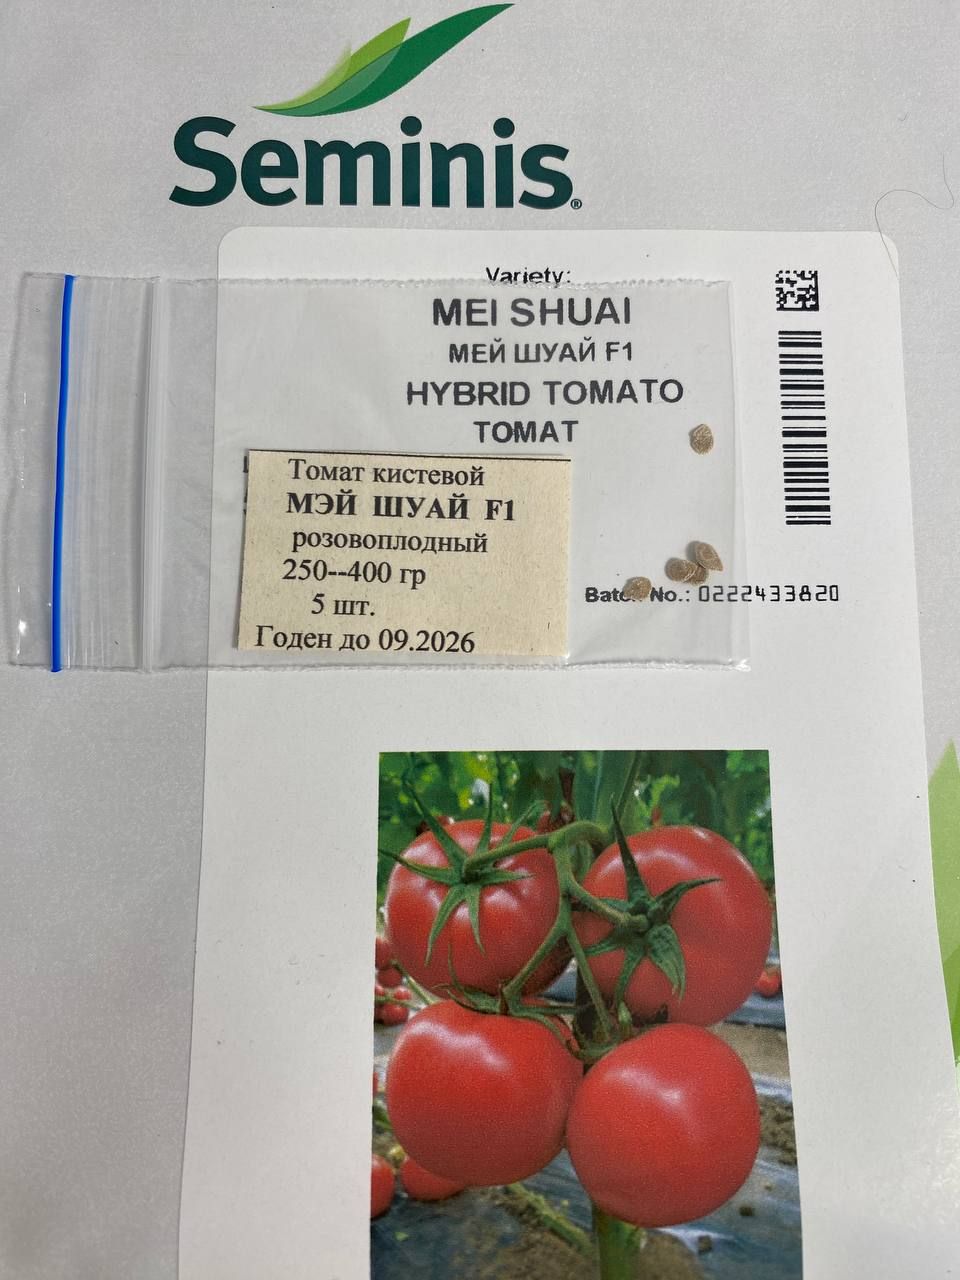 Seminis®
Variety:
MEI SHUAI
МЕЙ ШУАЙ F1
HYBRID TOMATO
ТОМАТ
Томат кистевой
МЭЙ ШУАЙ F1
розовоплодный
250--400 гр
5 шт.
Годен до 09.2026
Batch No.: 0222433820